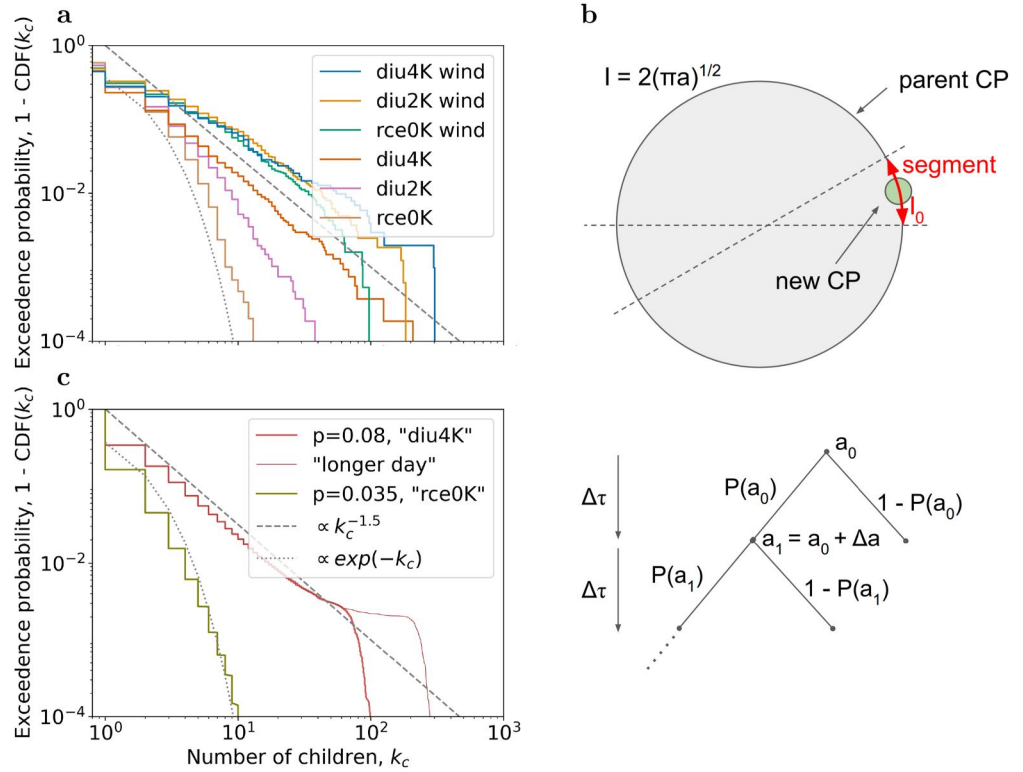 a
Exceedence probability, 1 - CDF(k_c)
10^0
10^-2
10^-4
diu4K wind
diu2K wind
rce0K wind
diu4K
diu2K
rce0K
b
l = 2(πa)^1/2
parent CP
segment
l_0
new CP
c
Exceedence probability, 1 - CDF(k_c)
10^0
10^-2
10^-4
p=0.08, "diu4K"
"longer day"
p=0.035, "rce0K"
∝ k_c^-1.5
∝ exp(−k_c)
10^0
10^1
10^2
10^3
Number of children, k_c
a_0
Δτ
P(a_0)
1 - P(a_0)
a_1 = a_0 + Δa
Δτ
P(a_1)
1 - P(a_1)